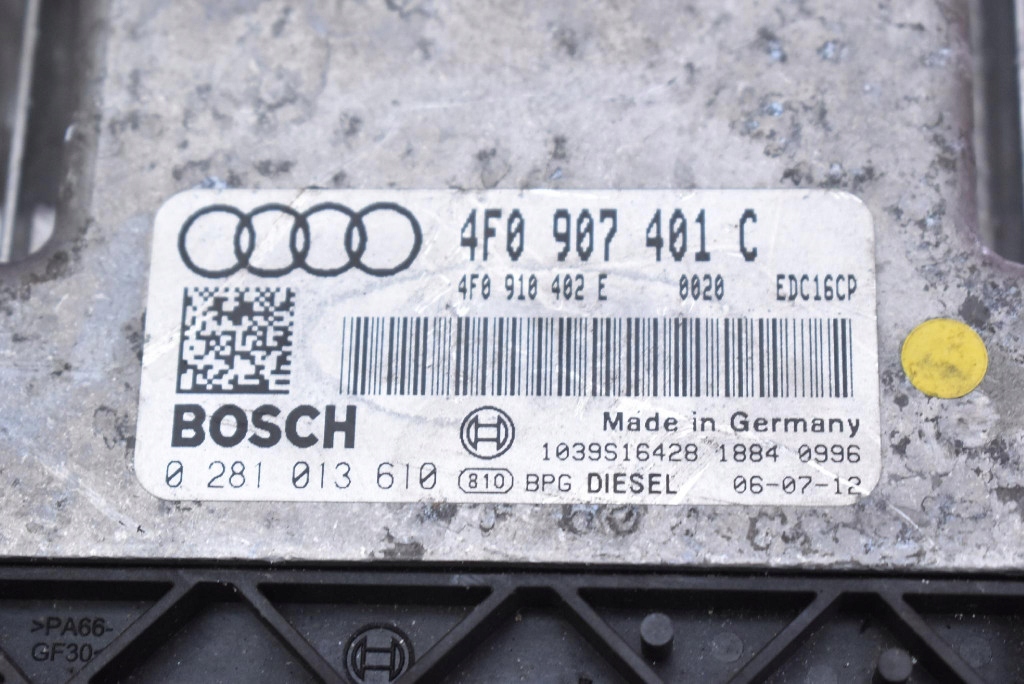 4F0 907 401 C
4F0 910 402 E 0020 EDC16CP
BOSCH
Made in Germany
1039S16428 1884 0996
0 281 013 610 810 BPG DIESEL 06-07-12
>PA66-
GF30<